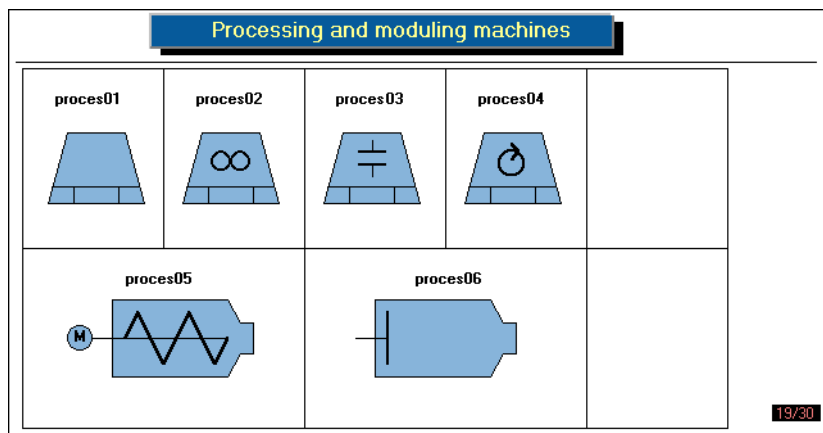 Processing and moduling machines
proces01 proces02 proces03 proces04
proces05 proces06
M
19/30